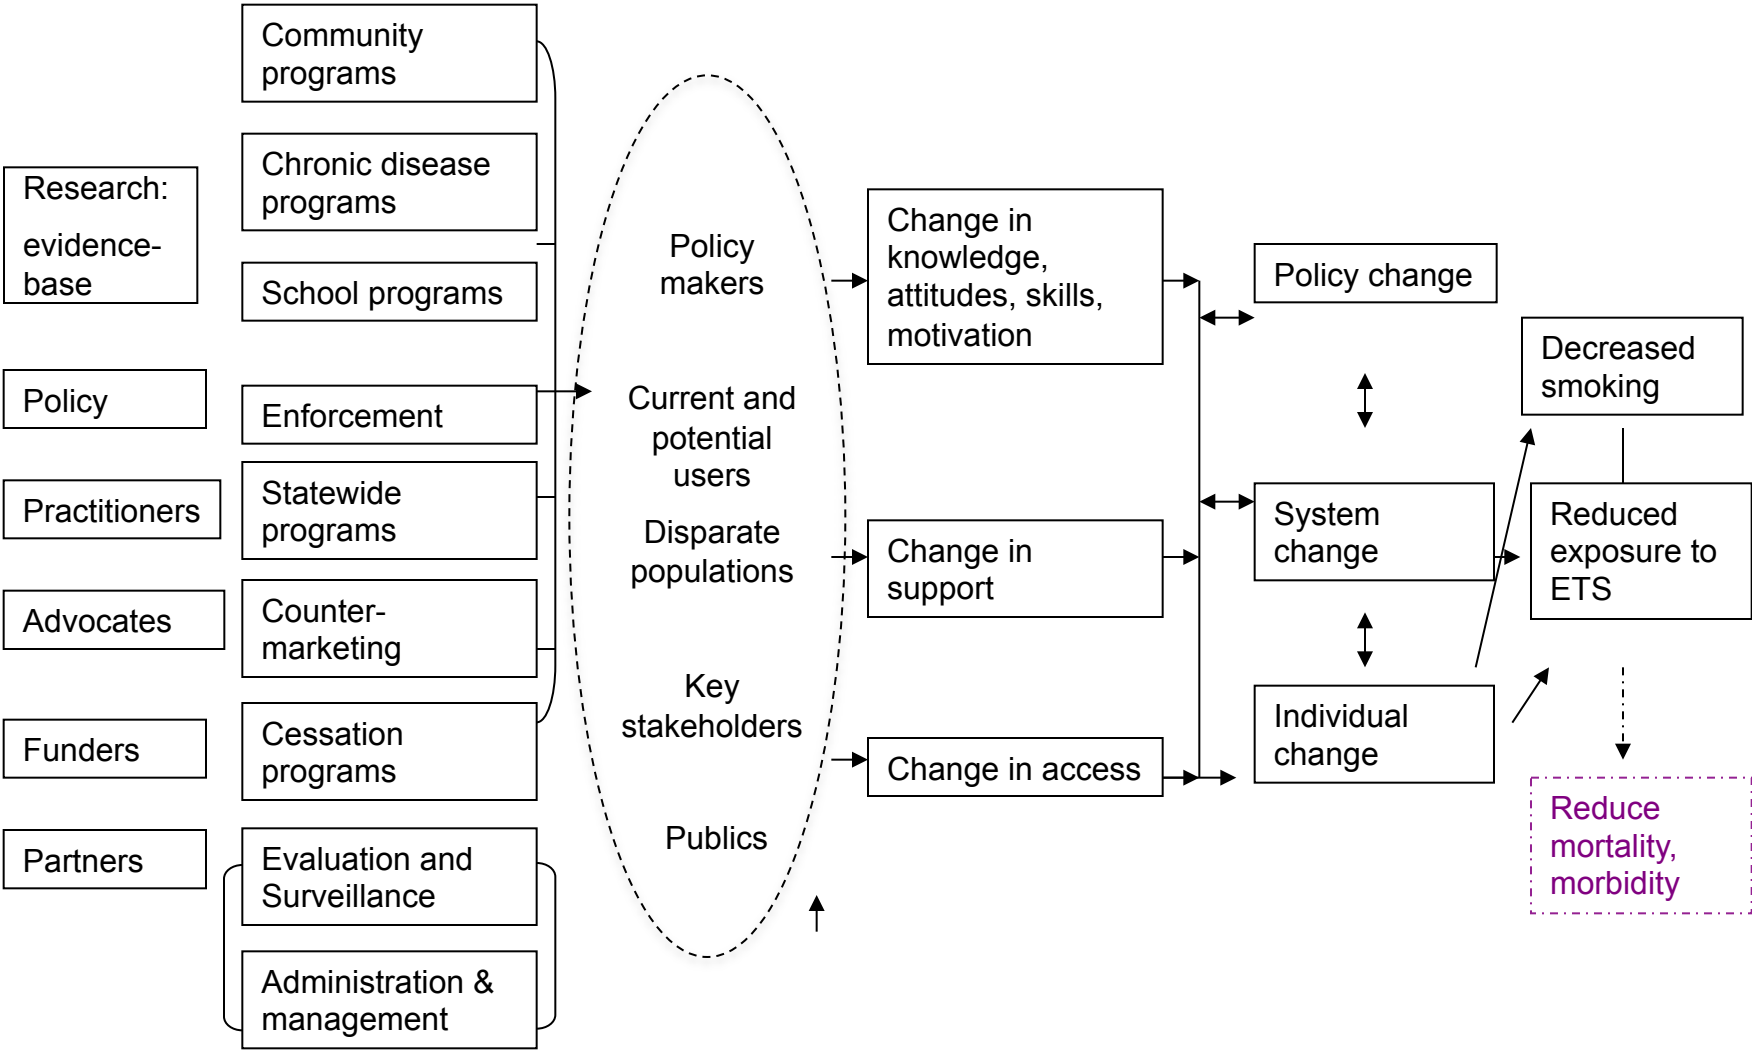 Research:
evidence-
base
Policy
Practitioners
Advocates
Funders
Partners
Community
programs
Chronic disease
programs
School programs
Enforcement
Statewide
programs
Counter-
marketing
Cessation
programs
Evaluation and
Surveillance
Administration &
management
Policy
makers
Current and
potential
users
Disparate
populations
Key
stakeholders
Publics
Change in
knowledge,
attitudes, skills,
motivation
Change in
support
Change in access
Policy change
System
change
Individual
change
Decreased
smoking
Reduced
exposure to
ETS
Reduce
mortality,
morbidity